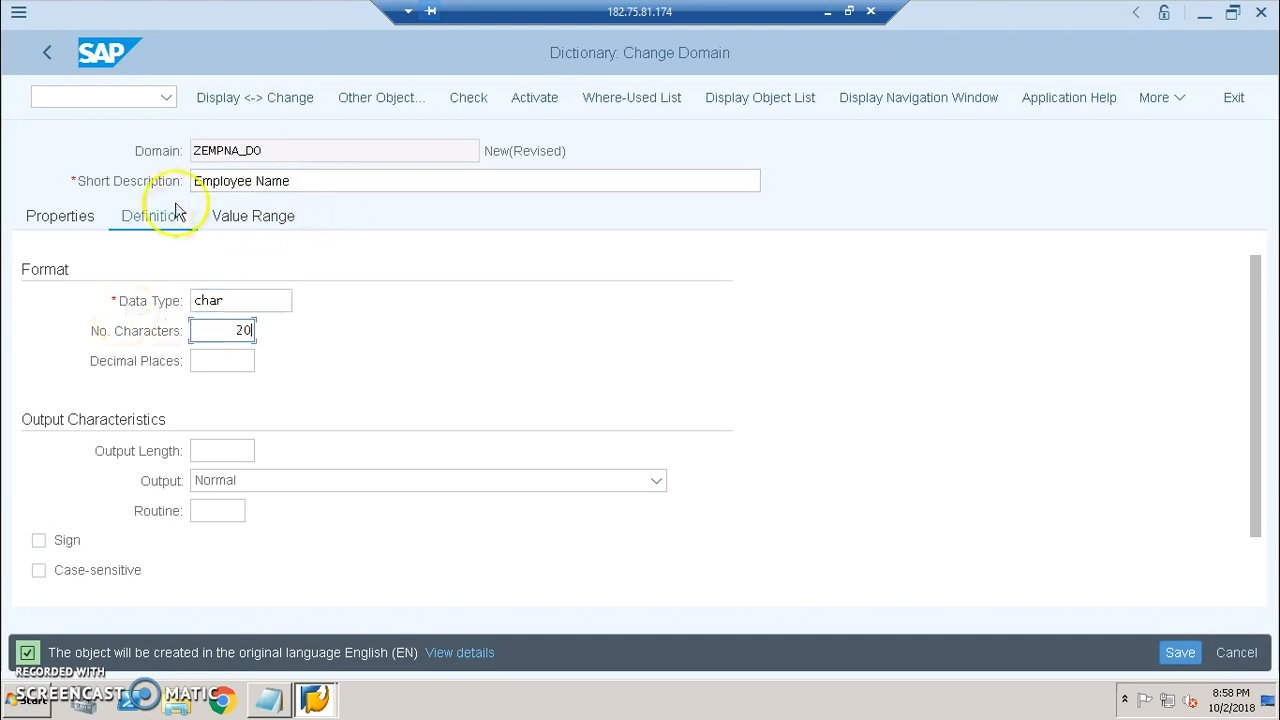 182.75.81.174
SAP
Dictionary: Change Domain
Display <-> Change Other Object... Check Activate Where-Used List Display Object List Display Navigation Window Application Help More Exit
Domain: ZEMPNA_DO New(Revised)
*Short Description: Employee Name
Properties Definition Value Range
Format
*Data Type: char
No. Characters: 20
Decimal Places:
Output Characteristics
Output Length:
Output: Normal
Routine:
Sign
Case-sensitive
The object will be created in the original language English (EN) View details Save Cancel
RECORDED WITH
SCREENCAST MATIC
Start
8:58 PM
10/2/2018